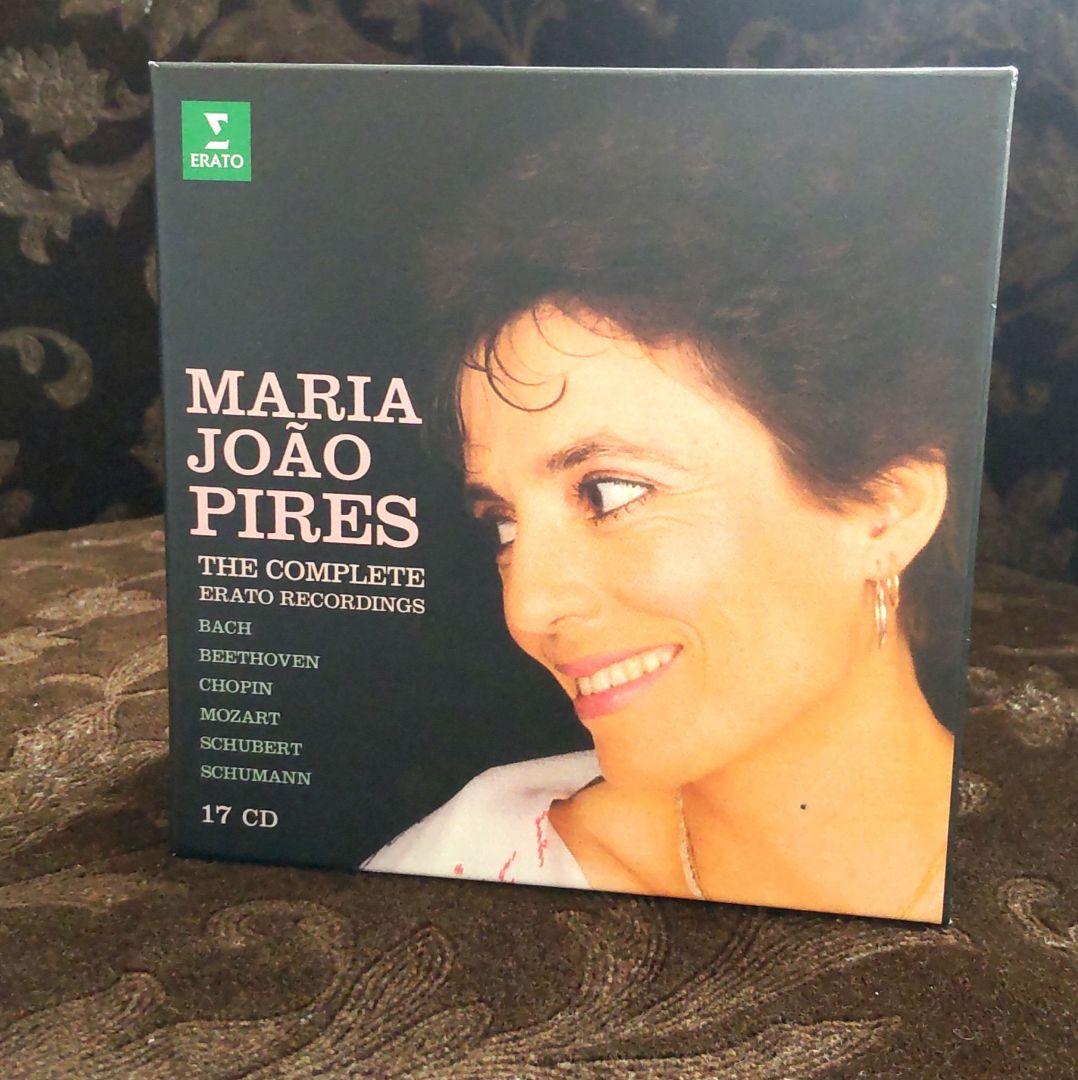 ERATO
MARIA
JOÃO
PIRES
THE COMPLETE
ERATO RECORDINGS
BACH
BEETHOVEN
CHOPIN
MOZART
SCHUBERT
SCHUMANN
17 CD